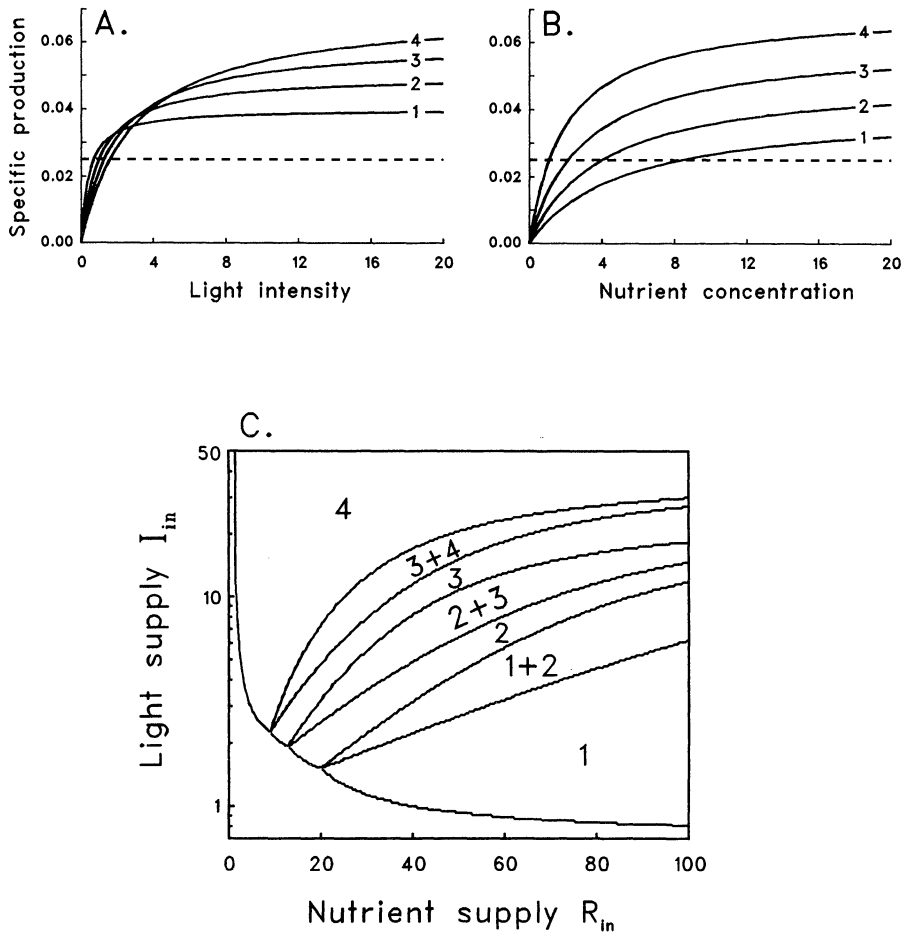 A.
Specific production
0.06
0.04
0.02
0.00
4
3
2
1
0 4 8 12 16 20
Light intensity
B.
0.06
0.04
0.02
0.00
4
3
2
1
0 4 8 12 16 20
Nutrient concentration
C.
Light supply Iin
50
10
1
4
3+4
3
2+3
2
1+2
1
0 20 40 60 80 100
Nutrient supply Rin